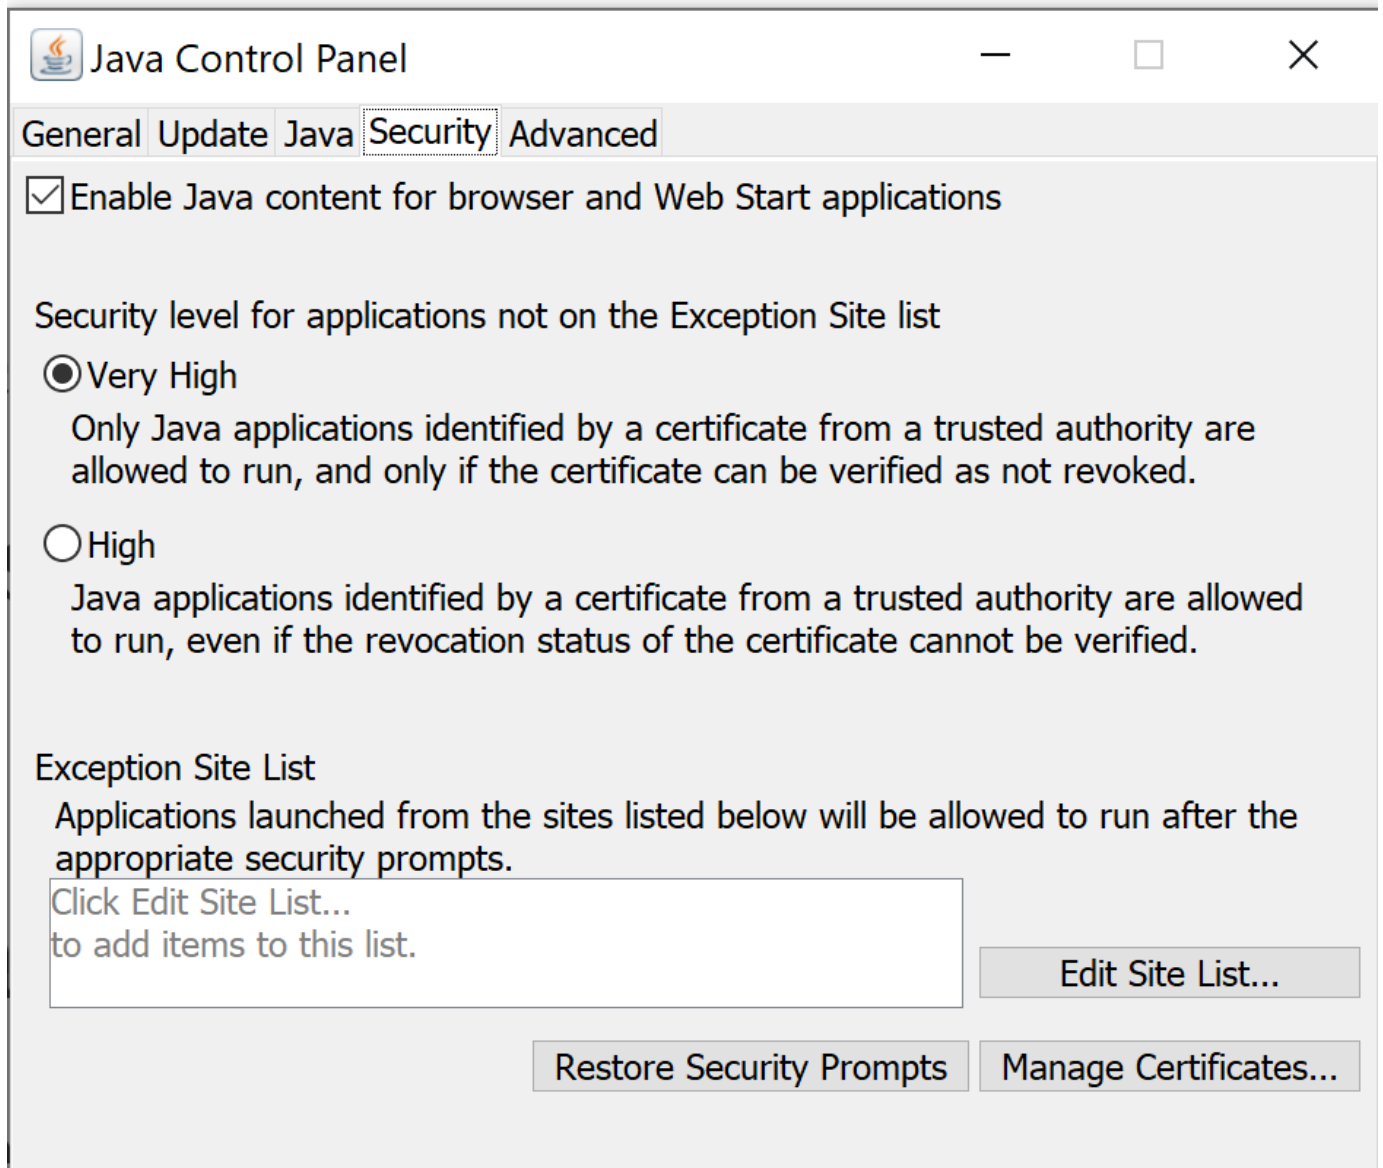 Java Control Panel
General Update Java Security Advanced
Enable Java content for browser and Web Start applications
Security level for applications not on the Exception Site list
Very High
Only Java applications identified by a certificate from a trusted authority are
allowed to run, and only if the certificate can be verified as not revoked.
High
Java applications identified by a certificate from a trusted authority are allowed
to run, even if the revocation status of the certificate cannot be verified.
Exception Site List
Applications launched from the sites listed below will be allowed to run after the
appropriate security prompts.
Click Edit Site List...
to add items to this list.
Edit Site List...
Restore Security Prompts Manage Certificates...